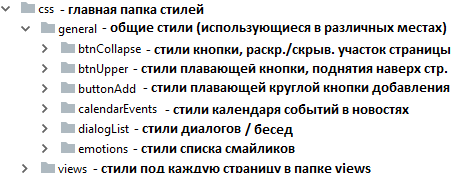 css - главная папка стилей
general - общие стили (использующиеся в различных местах)
btnCollapse - стили кнопки, раскр./скрыв. участок страницы
btnUpper - стили плавающей кнопки, поднятия наверх стр.
buttonAdd - стили плавающей круглой кнопки добавления
calendarEvents - стили календаря событий в новостях
dialogList - стили диалогов / бесед
emotions - стили списка смайликов
views - стили под каждую страницу в папке views